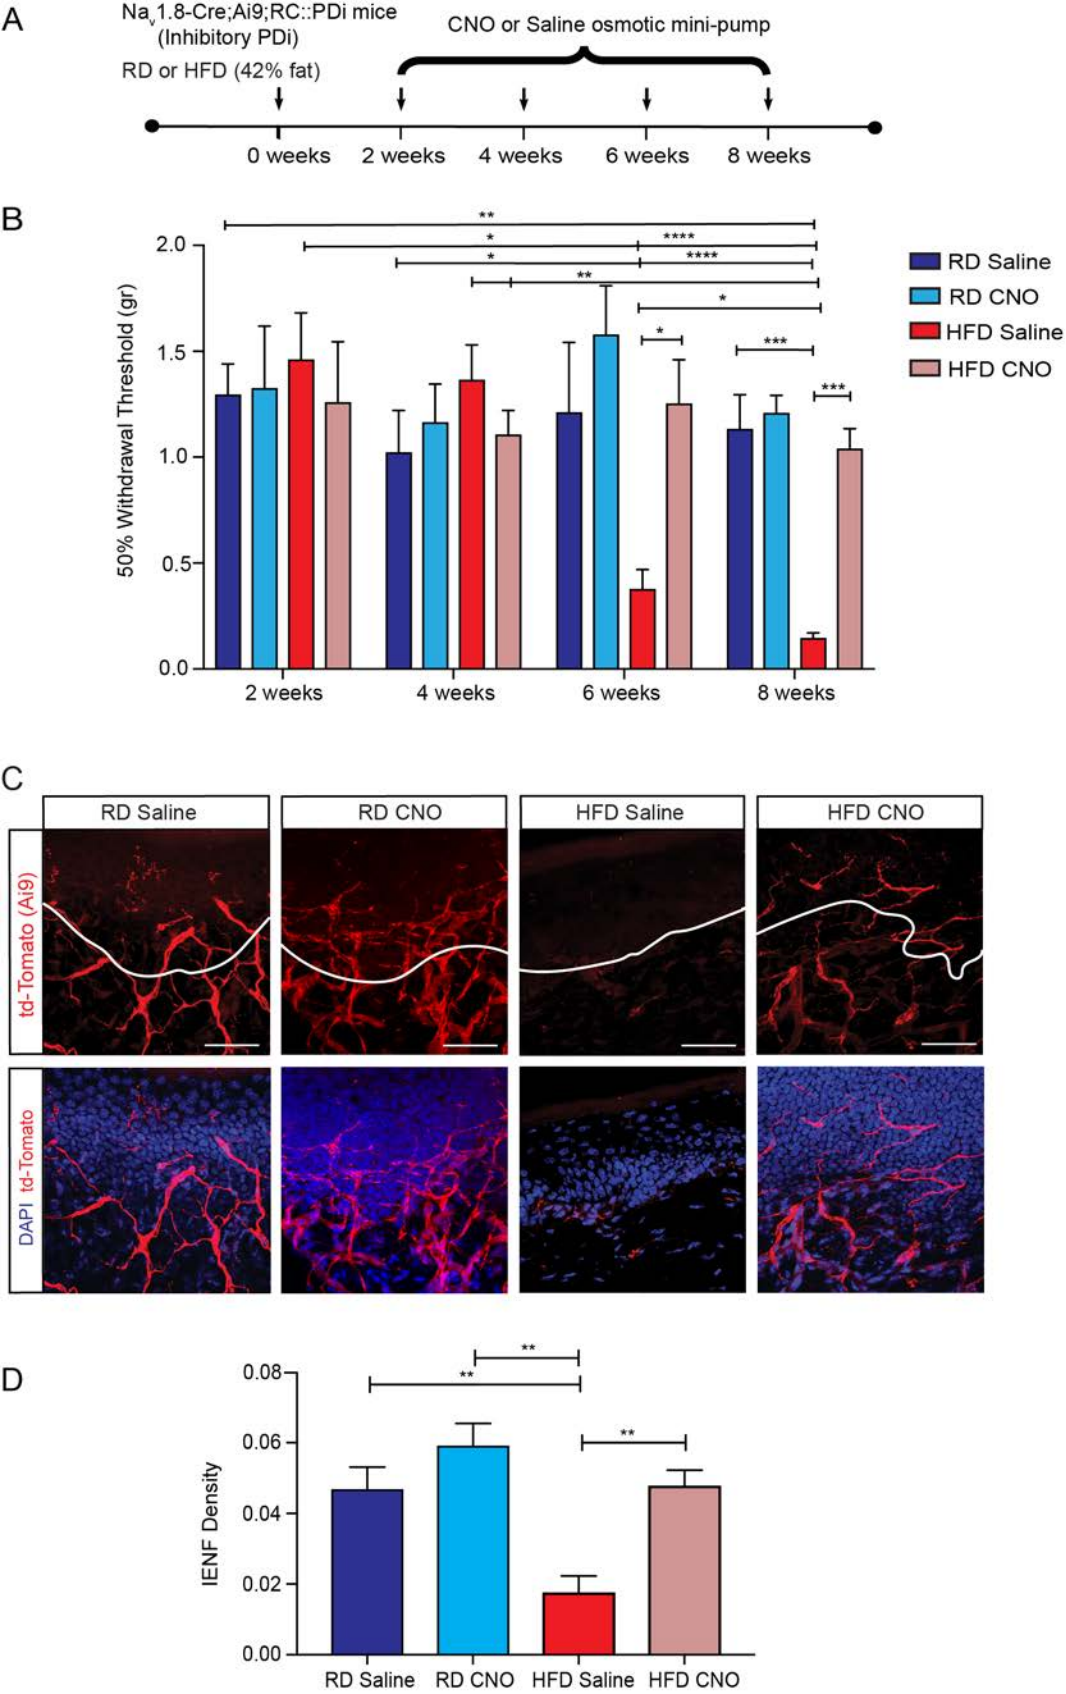 A
Nav1.8-Cre;Ai9;RC::PDi mice
(Inhibitory PDi)
RD or HFD (42% fat)
CNO or Saline osmotic mini-pump
0 weeks 2 weeks 4 weeks 6 weeks 8 weeks
B
**
* ****
* ****
**
*
*
***
***
50% Withdrawal Threshold (gr)
2.0
1.5
1.0
0.5
0.0
2 weeks 4 weeks 6 weeks 8 weeks
RD Saline
RD CNO
HFD Saline
HFD CNO
C
RD Saline RD CNO HFD Saline HFD CNO
td-Tomato (Ai9)
DAPI td-Tomato
D
**
**
**
IENF Density
0.08
0.06
0.04
0.02
0.00
RD Saline RD CNO HFD Saline HFD CNO